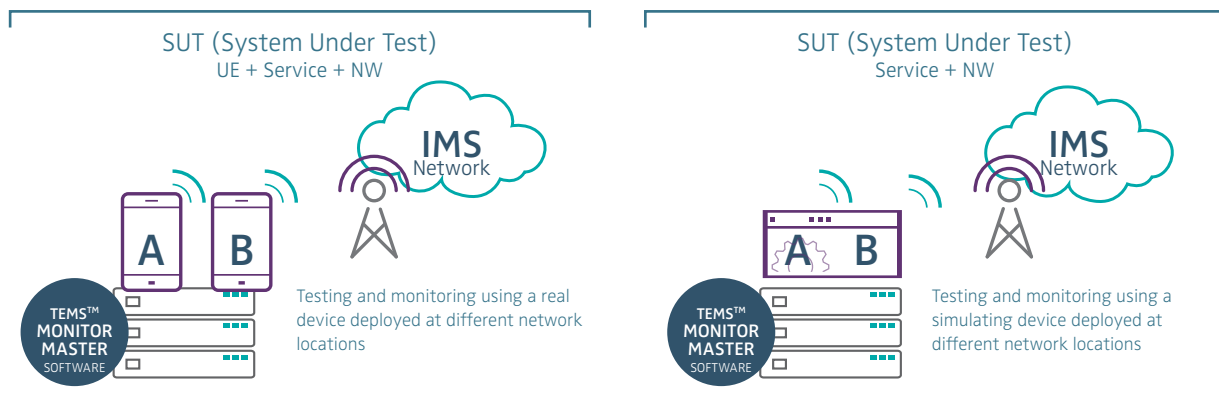 SUT (System Under Test)
UE + Service + NW
IMS
Network
A
B
TEMS™
MONITOR
MASTER
SOFTWARE
Testing and monitoring using a real
device deployed at different network
locations
SUT (System Under Test)
Service + NW
IMS
Network
A
B
TEMS™
MONITOR
MASTER
SOFTWARE
Testing and monitoring using a
simulating device deployed at
different network locations